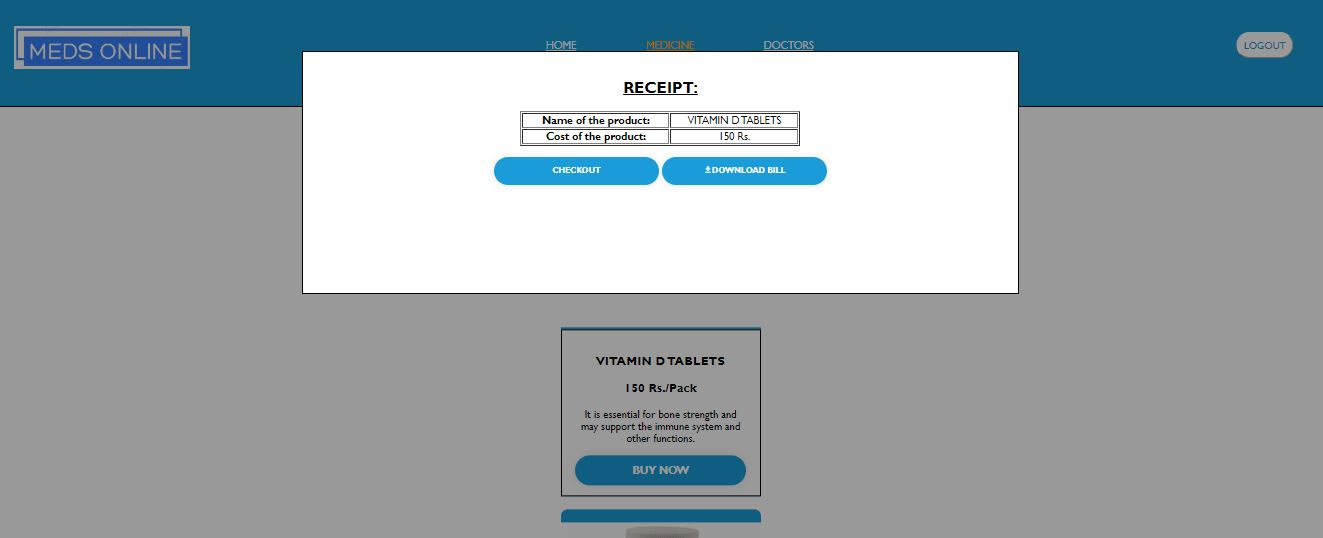 MEDS ONLINE
HOME MEDICINE DOCTORS
LOGOUT
RECEIPT:
Name of the product: VITAMIN D TABLETS
Cost of the product: 150 Rs.
CHECKOUT DOWNLOAD BILL
VITAMIN D TABLETS
150 Rs./Pack
It is essential for bone strength and
may support the immune system and
other functions.
BUY NOW